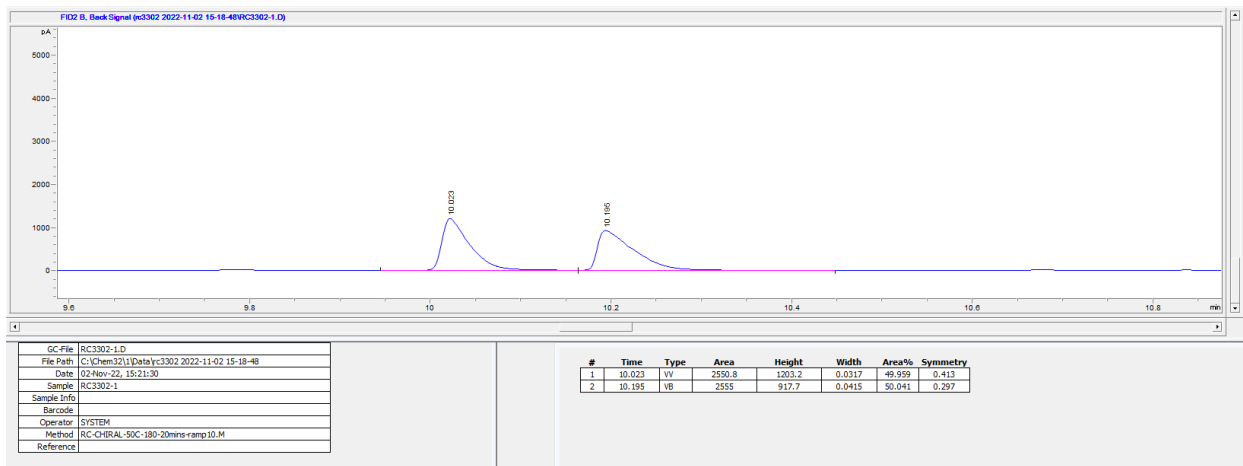 FID2 B, Back Signal (rc3302 2022-11-02 15-18-48\RC3302-1.D)
pA
5000
4000
3000
2000
1000
0
10.023
10.195
9.6 9.8 10 10.2 10.4 10.6 10.8 min
GC-File RC3302-1.D
File Path C:\Chem32\1\Data\rc3302 2022-11-02 15-18-48
Date 02-Nov-22, 15:21:30
Sample RC3302-1
Sample Info
Barcode
Operator SYSTEM
Method RC-CHIRAL-50C-180-20mins-ramp10.M
Reference
# Time Type Area Height Width Area% Symmetry
1 10.023 VV 2550.8 1203.2 0.0317 49.959 0.413
2 10.195 VB 2555 917.7 0.0415 50.041 0.297